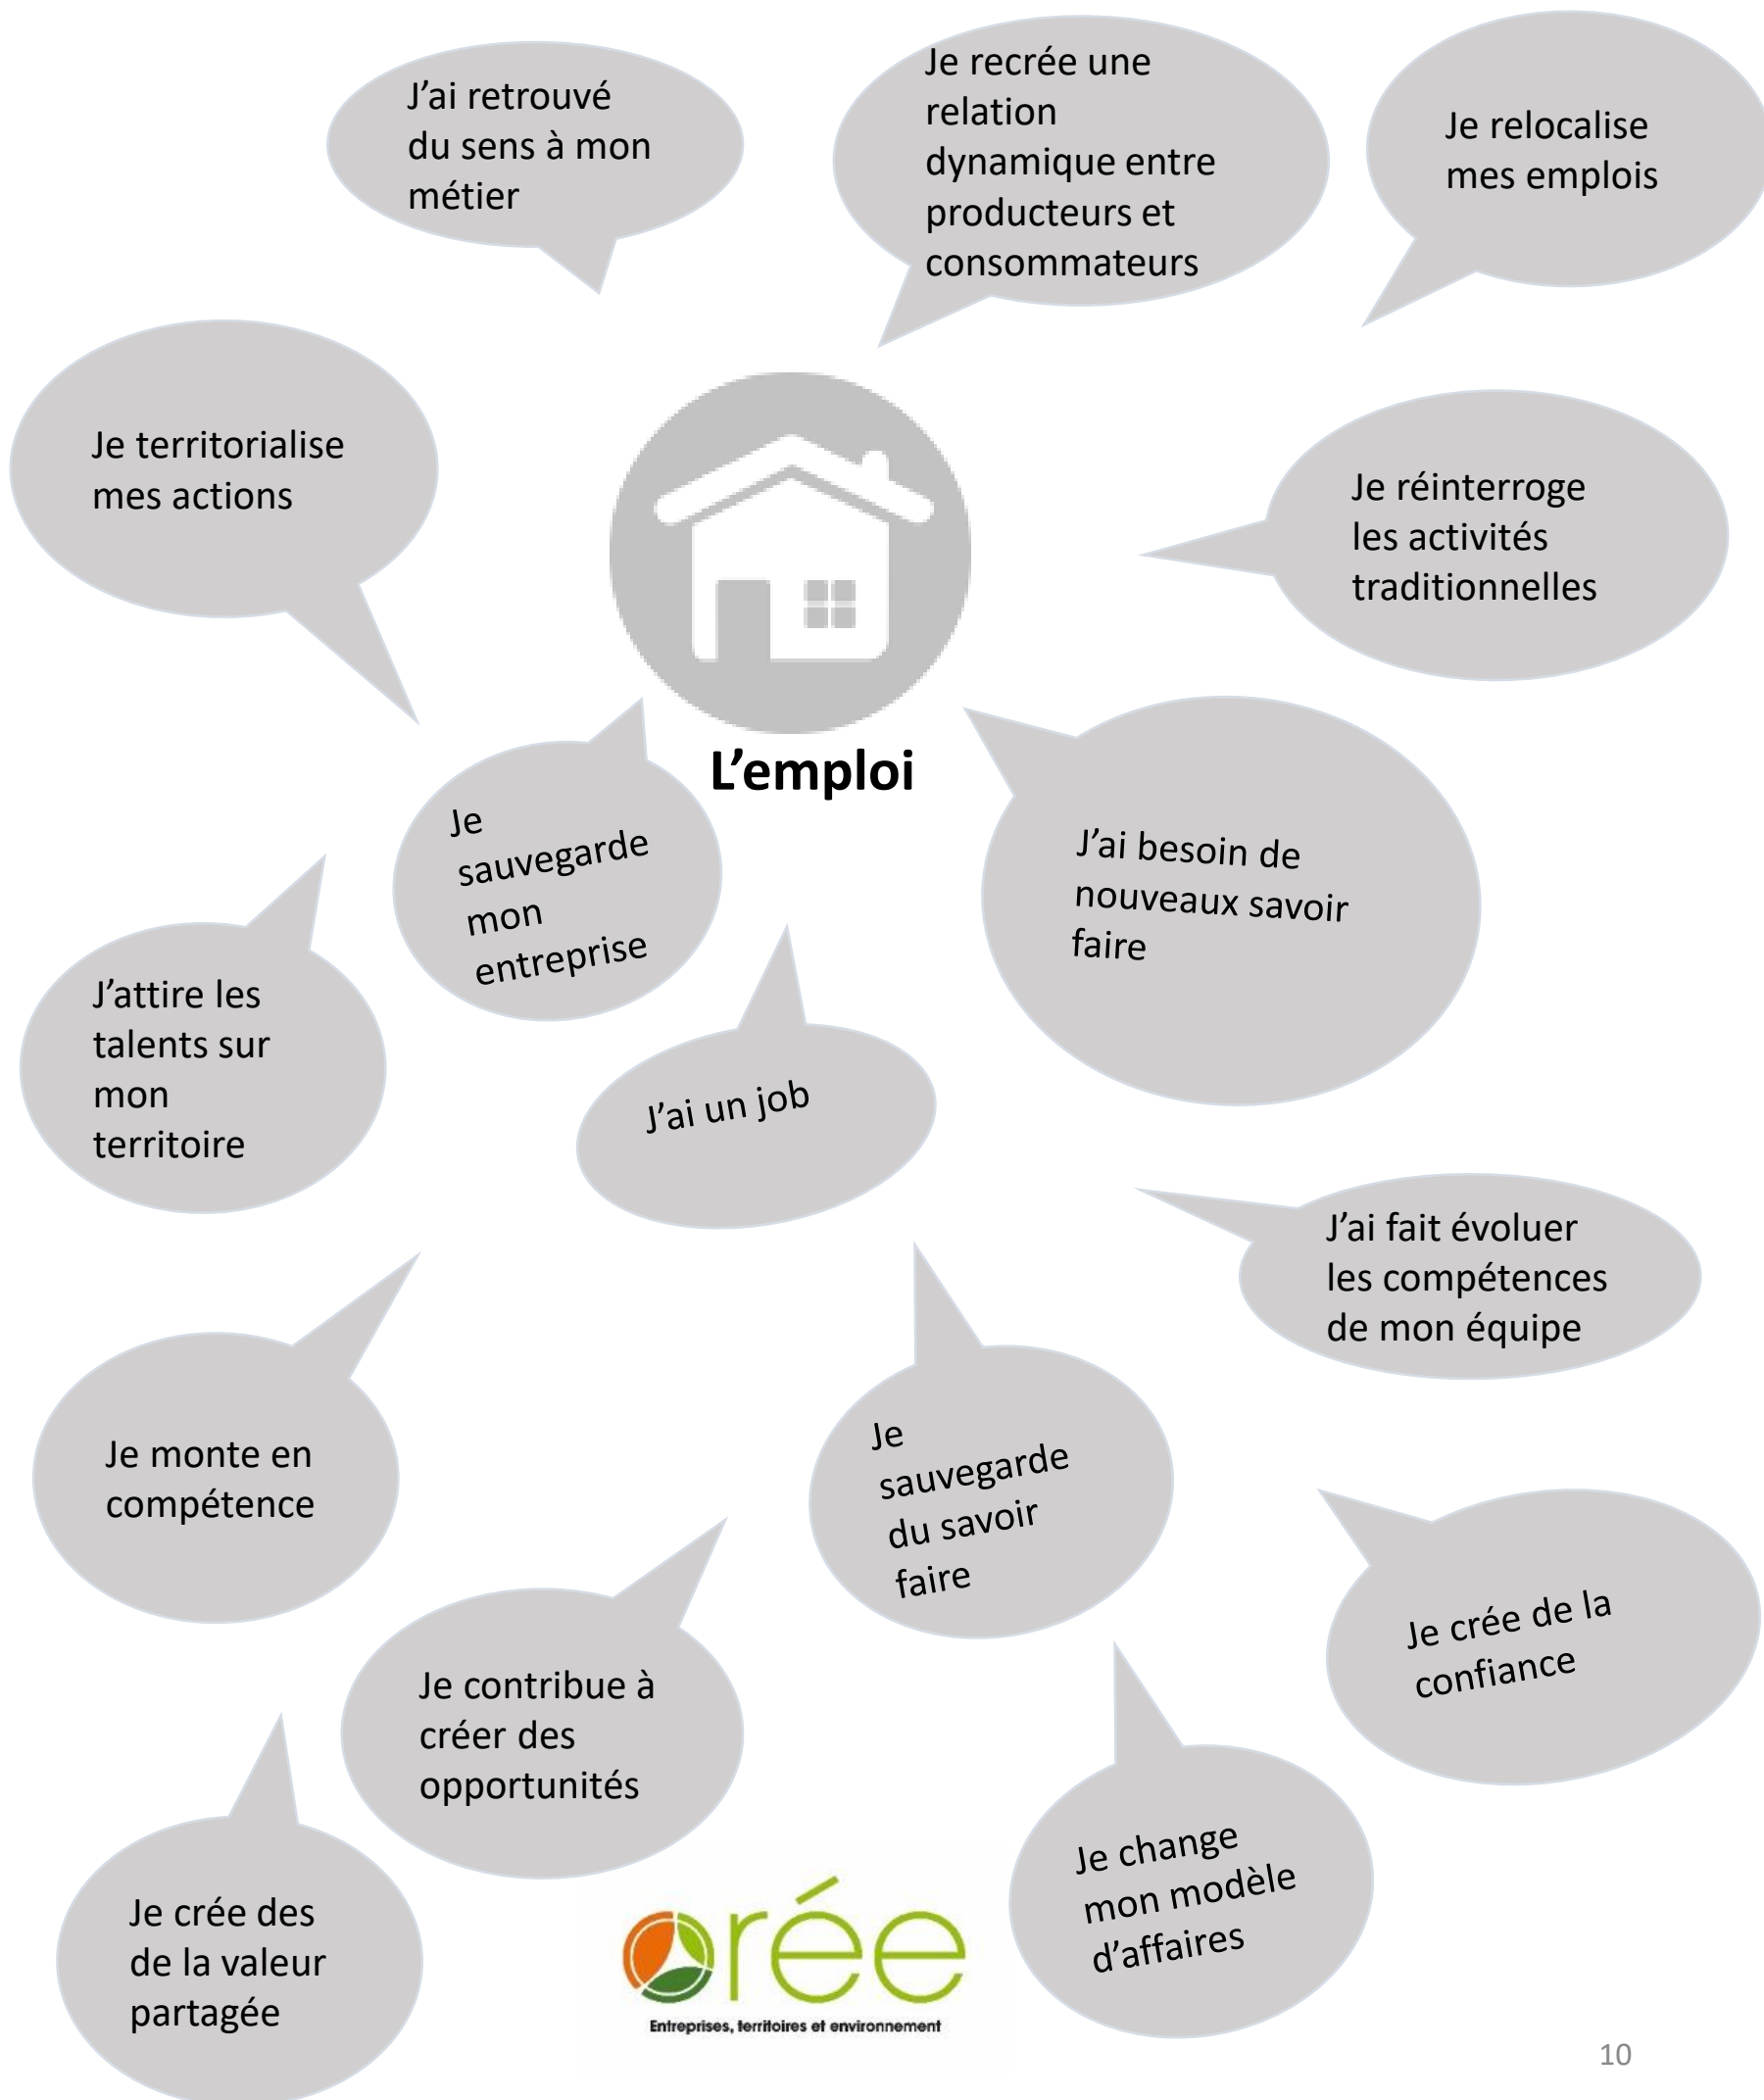 J'ai retrouvé
du sens à mon
métier
Je recrée une
relation
dynamique entre
producteurs et
consommateurs
Je relocalise
mes emplois
Je territorialise
mes actions
Je réinterroge
les activités
traditionnelles
L'emploi
Je
sauvegarde
mon
entreprise
J'ai besoin de
nouveaux savoir
faire
J'attire les
talents sur
mon
territoire
J'ai un job
J'ai fait évoluer
les compétences
de mon équipe
Je monte en
compétence
Je
sauvegarde
du savoir
faire
Je crée de la
confiance
Je contribue à
créer des
opportunités
Je change
mon modèle
d'affaires
Je crée des
de la valeur
partagée
orée
Entreprises, territoires et environnement
10